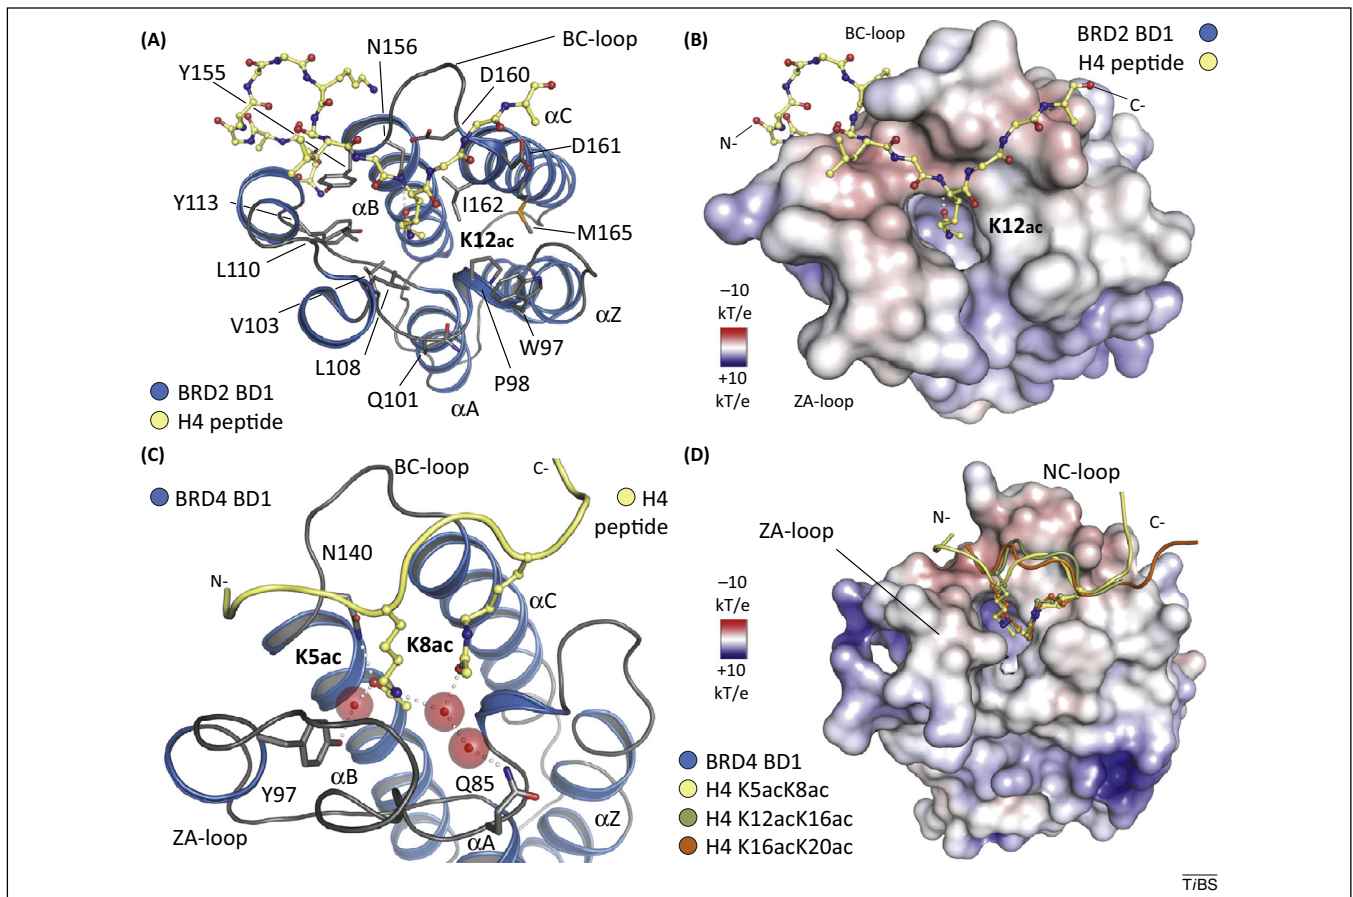 (A)
N156
BC-loop
Y155
D160
αC
D161
Y113
αB
I162
K12ac
M165
L110
V103
αZ
L108
W97
P98
Q101
αA
BRD2 BD1
H4 peptide
(B)
BC-loop
BRD2 BD1
H4 peptide
C-
N-
K12ac
–10
kT/e
+10
kT/e
ZA-loop
(C)
BC-loop
C-
BRD4 BD1
H4
peptide
N140
N-
αC
K5ac
K8ac
Y97
αB
Q85
αZ
ZA-loop
αA
(D)
NC-loop
N-
C-
ZA-loop
–10
kT/e
+10
kT/e
BRD4 BD1
H4 K5acK8ac
H4 K12acK16ac
H4 K16acK20ac
TiBS